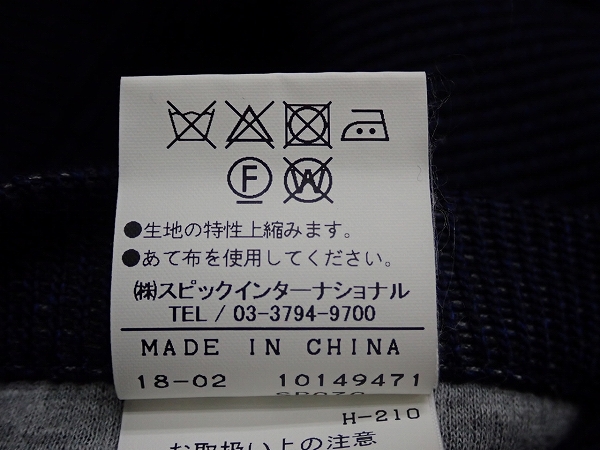 F W
●生地の特性上縮みます。
●あて布を使用してください。
㈱スピックインターナショナル
TEL / 03-3794-9700
MADE IN CHINA
18-02 10149471
H-210
お取扱い上の注意